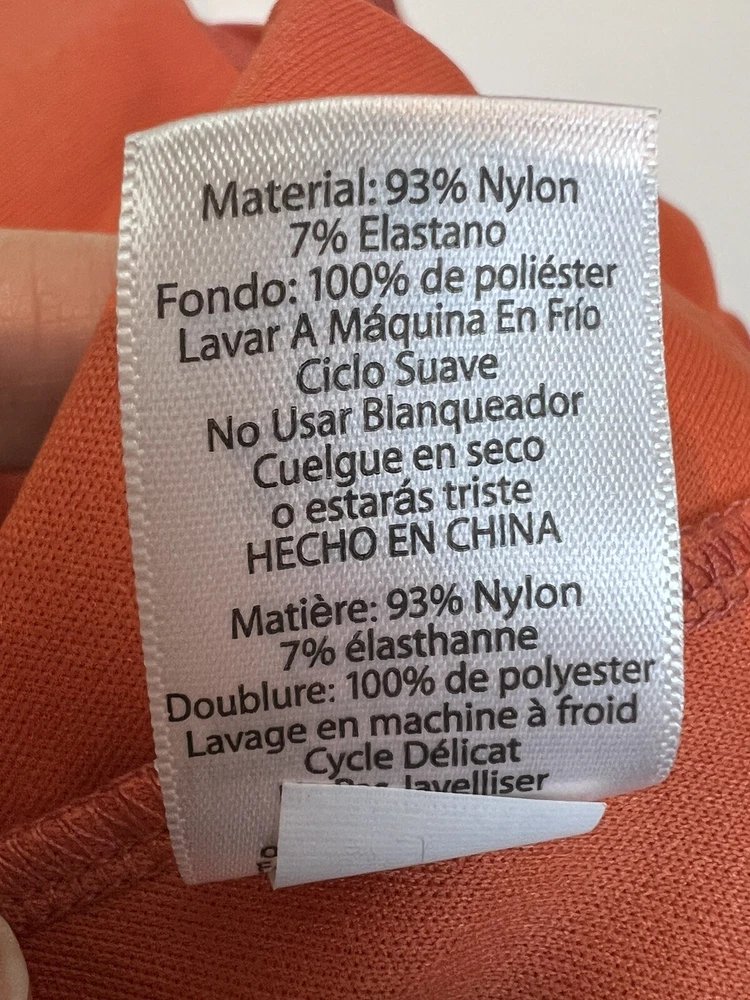 Material: 93% Nylon
7% Elastano
Fondo: 100% de poliéster
Lavar A Máquina En Frío
Ciclo Suave
No Usar Blanqueador
Cuelgue en seco
o estarás triste
HECHO EN CHINA
Matière: 93% Nylon
7% élasthanne
Doublure: 100% de polyester
Lavage en machine à froid
Cycle Délicat
Pas Javelliser